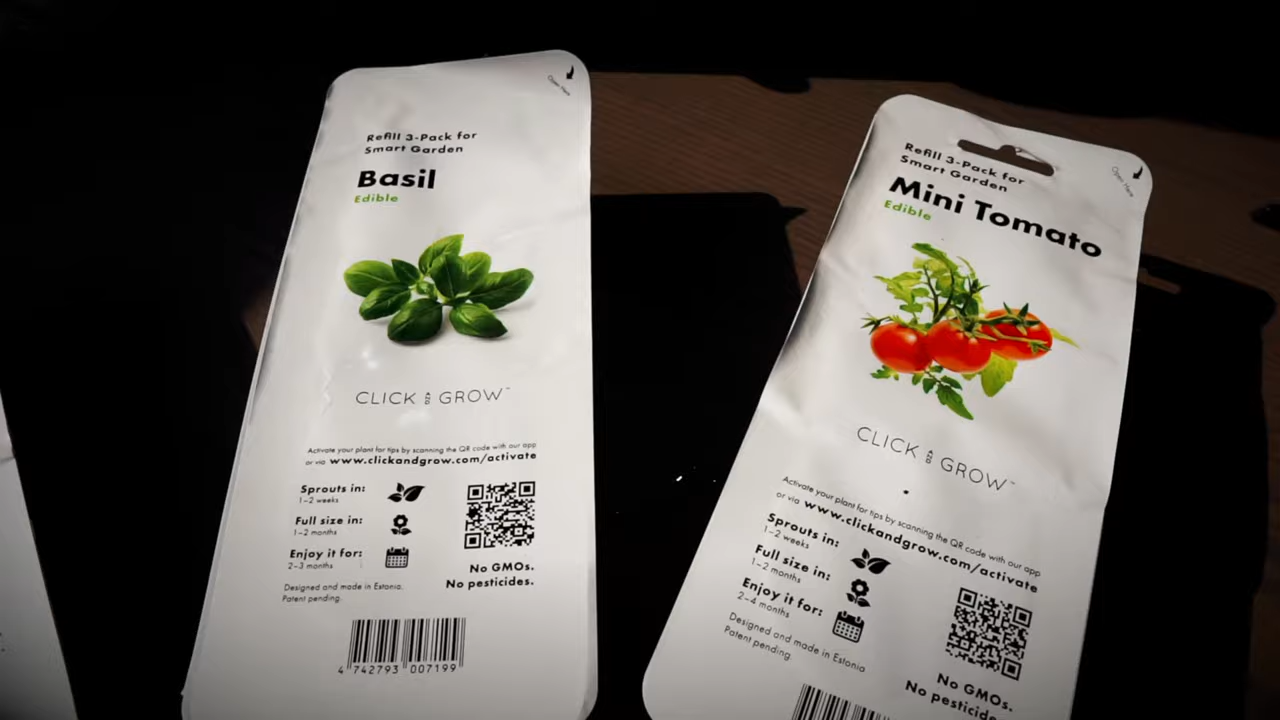 Open Here
Refill 3-Pack for
Smart Garden
Basil
Edible
CLICK AND GROW™
Activate your plant for tips by scanning the QR code with our app
or via www.clickandgrow.com/activate
Sprouts in:
1–2 weeks
Full size in:
1–2 months
Enjoy it for:
2–3 months
No GMOs.
No pesticides.
Designed and made in Estonia.
Patent pending.
4 742793 007199
Open Here
Refill 3-Pack for
Smart Garden
Mini Tomato
Edible
CLICK AND GROW™
Activate your plant for tips by scanning the QR code with our app
or via www.clickandgrow.com/activate
Sprouts in:
1–2 weeks
Full size in:
1–2 months
Enjoy it for:
2–4 months
Designed and made in Estonia
Patent pending.
No GMOs.
No pesticide